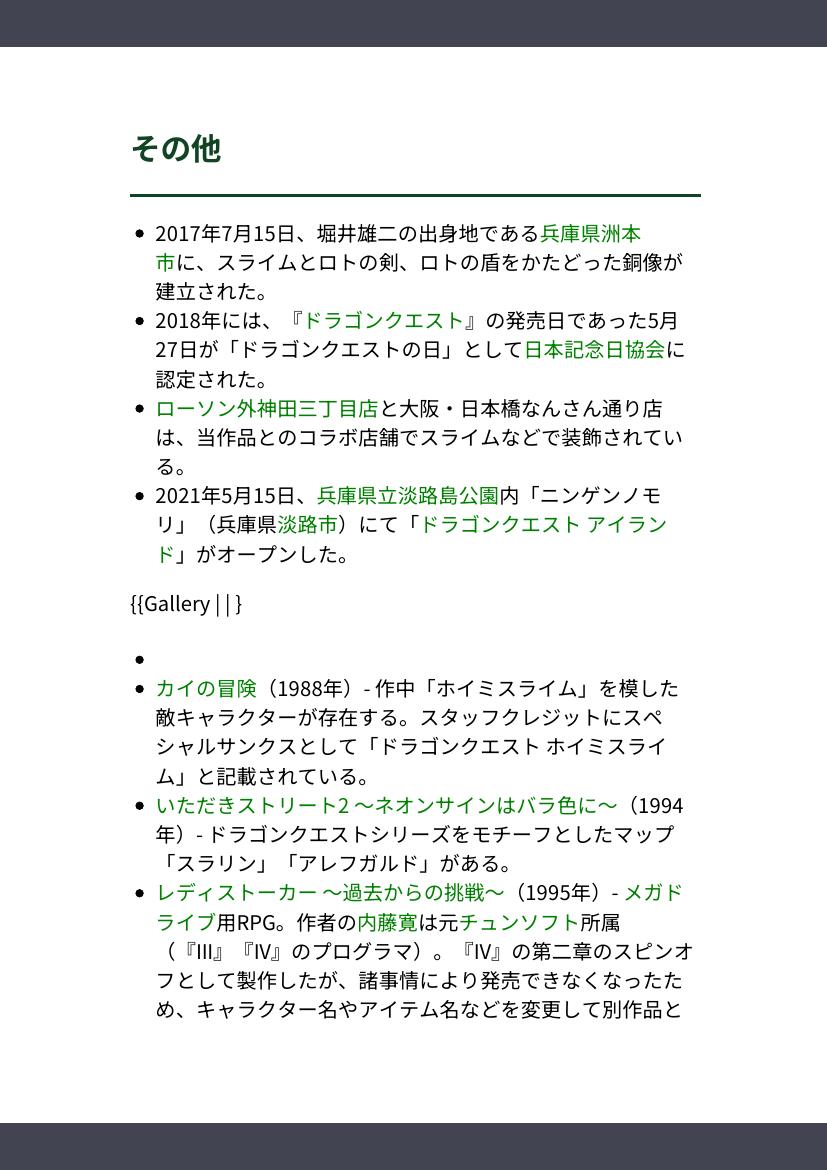 その他
• 2017年7月15日、堀井雄二の出身地である兵庫県洲本
市に、スライムとロトの剣、ロトの盾をかたどった銅像が
建立された。
• 2018年には、『ドラゴンクエスト』の発売日であった5月
27日が「ドラゴンクエストの日」として日本記念日協会に
認定された。
• ローソン外神田三丁目店と大阪・日本橋なんさん通り店
は、当作品とのコラボ店舗でスライムなどで装飾されてい
る。
• 2021年5月15日、兵庫県立淡路島公園内「ニンゲンノモ
リ」（兵庫県淡路市）にて「ドラゴンクエスト アイラン
ド」がオープンした。
{{Gallery | | }
•
• カイの冒険（1988年）- 作中「ホイミスライム」を模した
敵キャラクターが存在する。スタッフクレジットにスペ
シャルサンクスとして「ドラゴンクエスト ホイミスライ
ム」と記載されている。
• いただきストリート2 〜ネオンサインはバラ色に〜（1994
年）- ドラゴンクエストシリーズをモチーフとしたマップ
「スラリン」「アレフガルド」がある。
• レディストーカー 〜過去からの挑戦〜（1995年）- メガド
ライブ用RPG。作者の内藤寛は元チュンソフト所属
（『III』『IV』のプログラマ）。『IV』の第二章のスピンオ
フとして製作したが、諸事情により発売できなくなったた
め、キャラクター名やアイテム名などを変更して別作品と